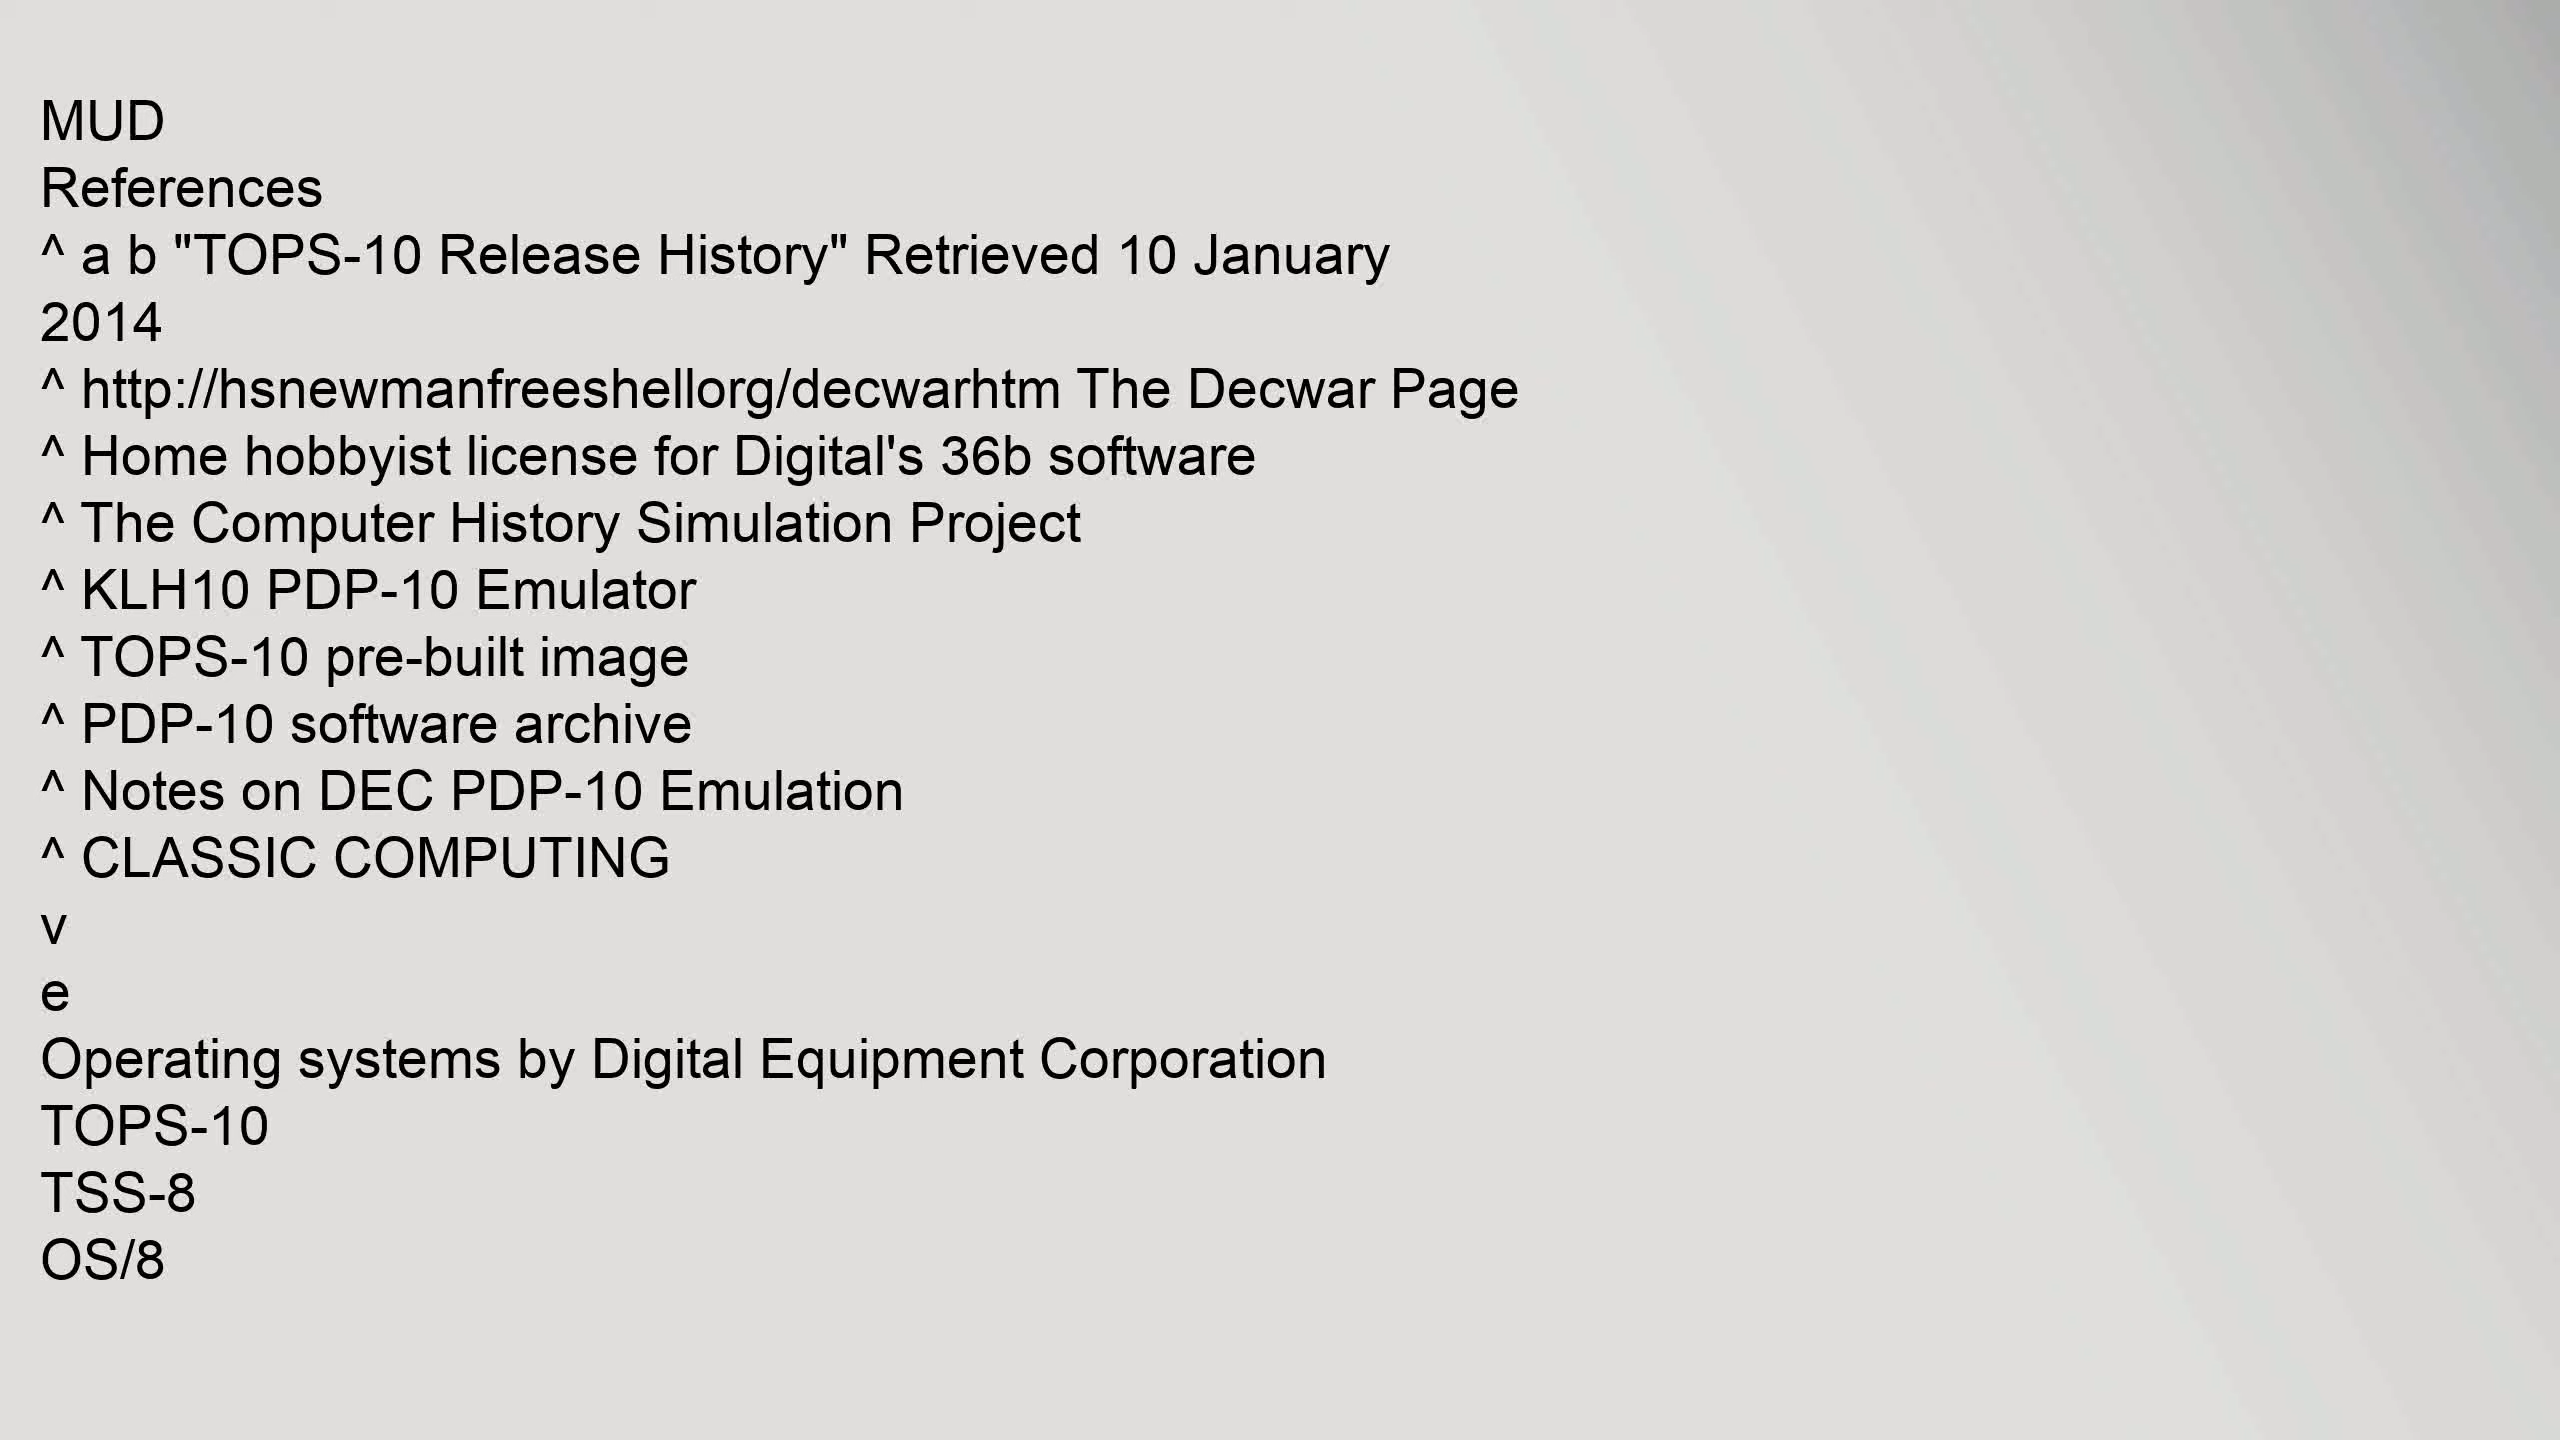 MUD
References
^ a b "TOPS-10 Release History" Retrieved 10 January
2014
^ http://hsnewmanfreeshellorg/decwarhtm The Decwar Page
^ Home hobbyist license for Digital's 36b software
^ The Computer History Simulation Project
^ KLH10 PDP-10 Emulator
^ TOPS-10 pre-built image
^ PDP-10 software archive
^ Notes on DEC PDP-10 Emulation
^ CLASSIC COMPUTING
v
e
Operating systems by Digital Equipment Corporation
TOPS-10
TSS-8
OS/8